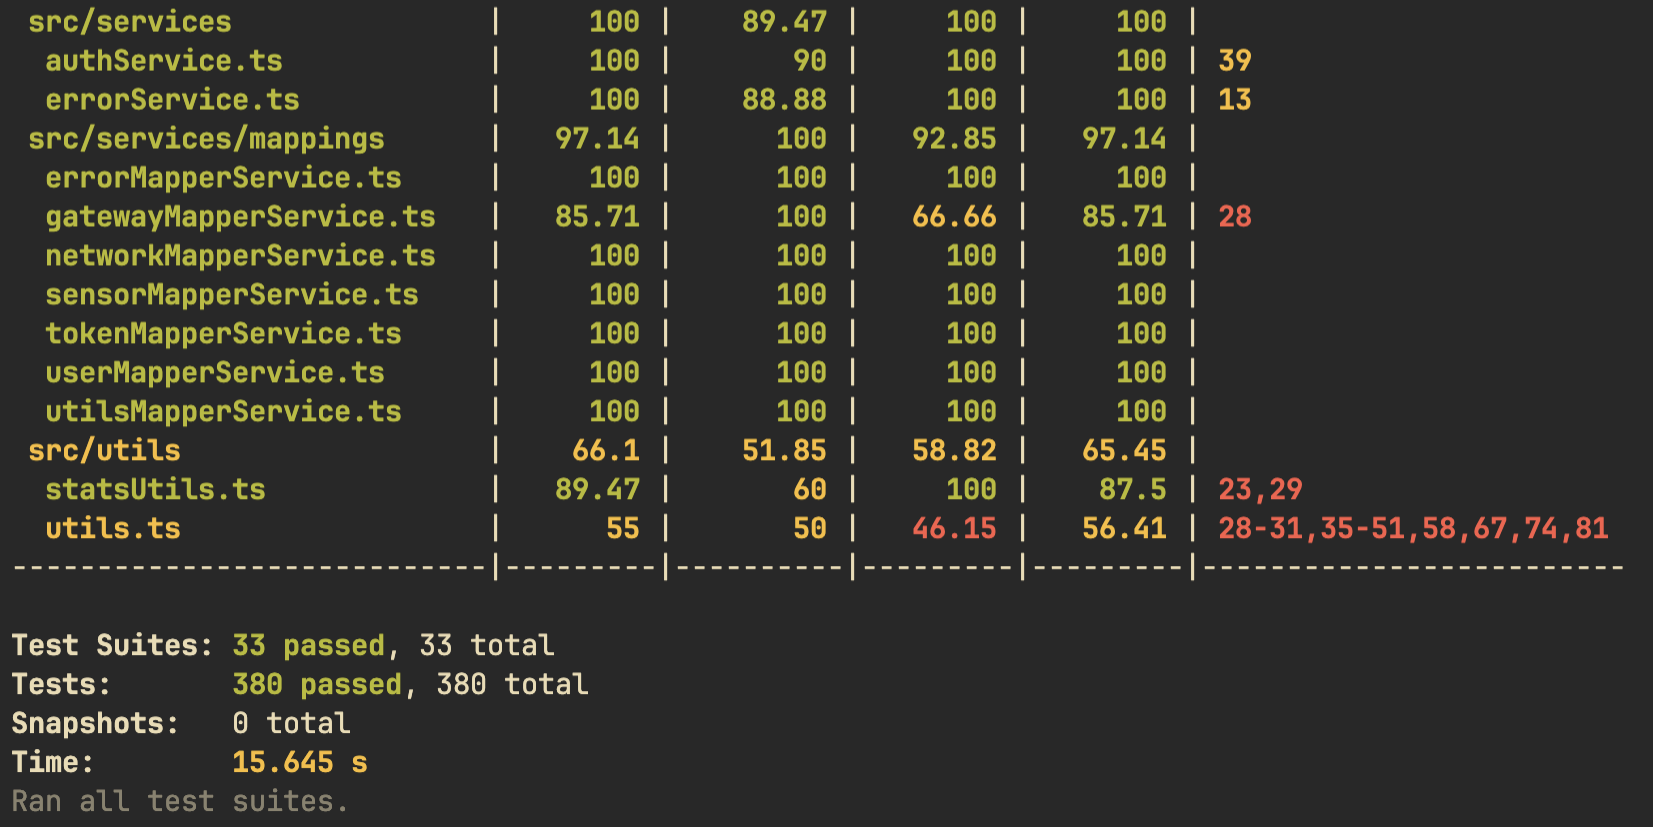 src/services | 100 | 89.47 | 100 | 100 |
authService.ts | 100 | 90 | 100 | 100 | 39
errorService.ts | 100 | 88.88 | 100 | 100 | 13
src/services/mappings | 97.14 | 100 | 92.85 | 97.14 |
errorMapperService.ts | 100 | 100 | 100 | 100 |
gatewayMapperService.ts | 85.71 | 100 | 66.66 | 85.71 | 28
networkMapperService.ts | 100 | 100 | 100 | 100 |
sensorMapperService.ts | 100 | 100 | 100 | 100 |
tokenMapperService.ts | 100 | 100 | 100 | 100 |
userMapperService.ts | 100 | 100 | 100 | 100 |
utilsMapperService.ts | 100 | 100 | 100 | 100 |
src/utils | 66.1 | 51.85 | 58.82 | 65.45 |
statsUtils.ts | 89.47 | 60 | 100 | 87.5 | 23,29
utils.ts | 55 | 50 | 46.15 | 56.41 | 28-31,35-51,58,67,74,81
----------------------------|---------|----------|---------|---------|-------------------------
Test Suites: 33 passed, 33 total
Tests: 380 passed, 380 total
Snapshots: 0 total
Time: 15.645 s
Ran all test suites.